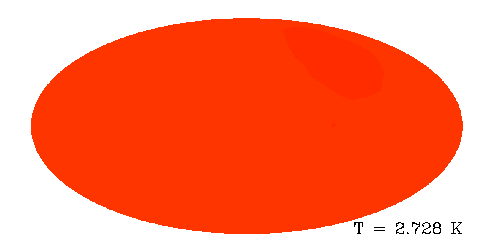 T = 2.728 K